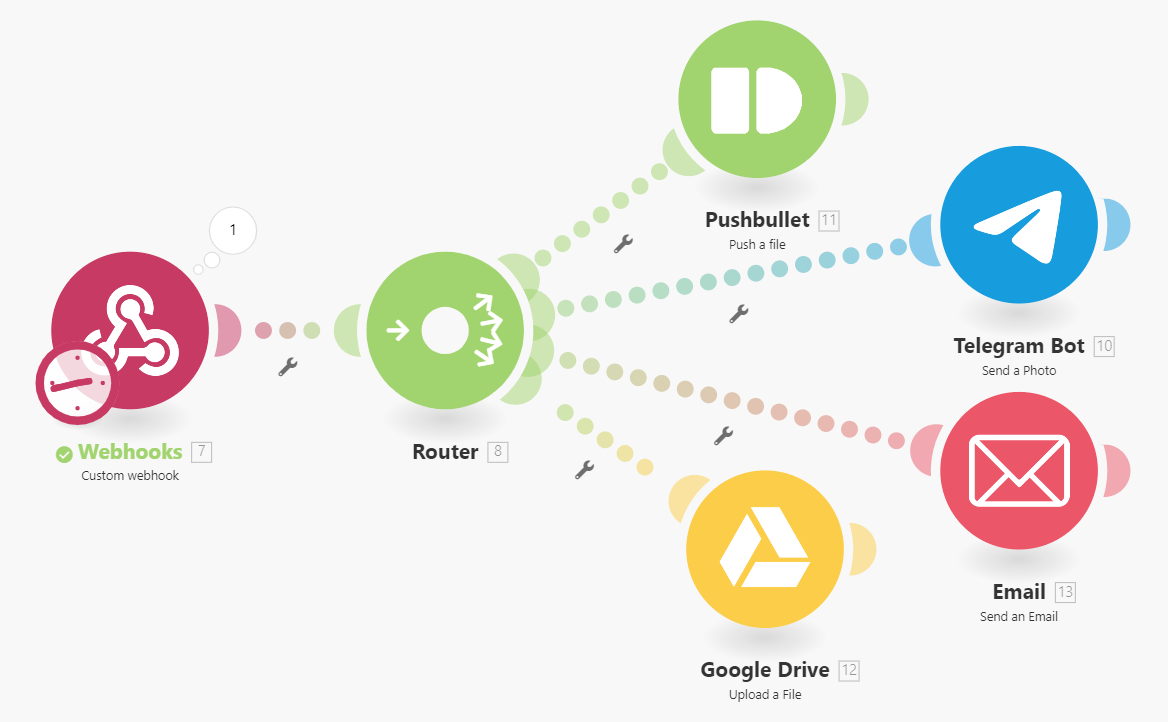 1
Webhooks 7
Custom webhook
Router 8
Pushbullet 11
Push a file
Telegram Bot 10
Send a Photo
Email 13
Send an Email
Google Drive 12
Upload a File